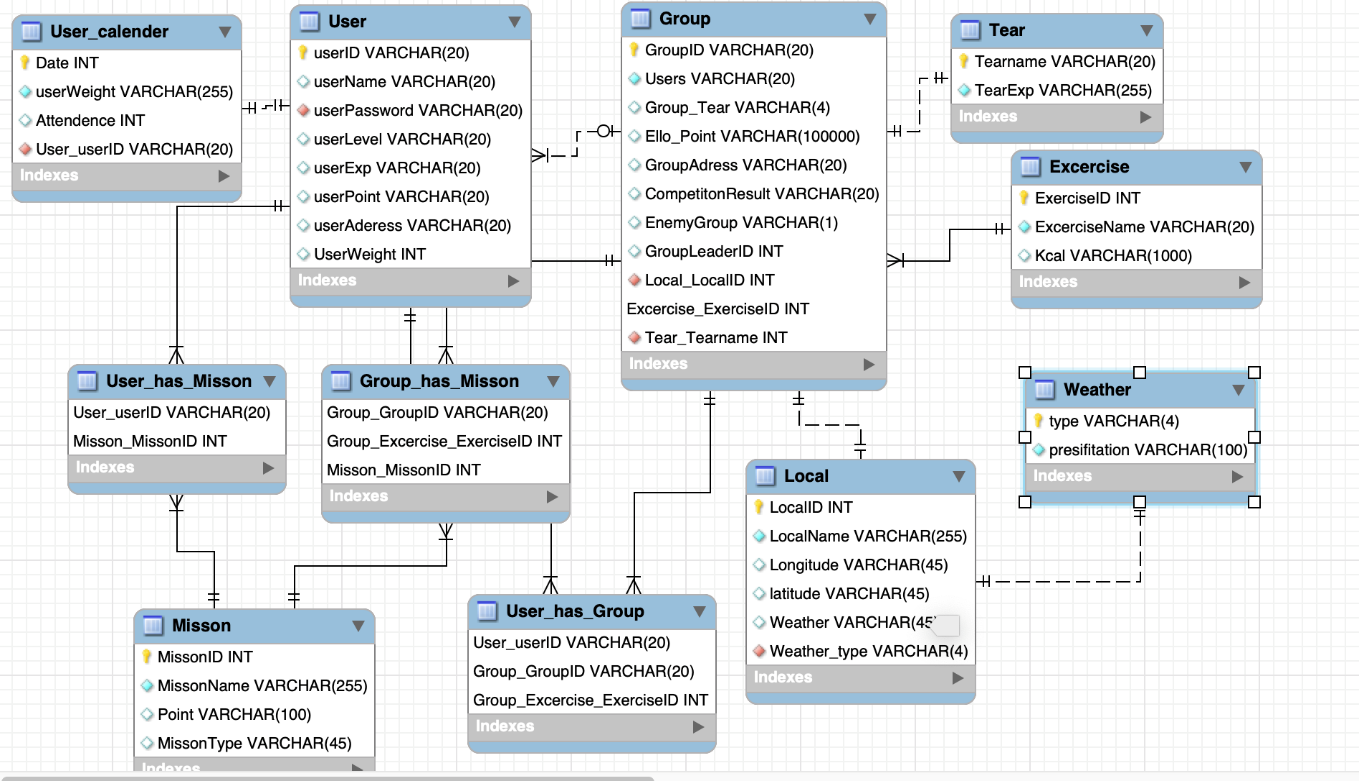 User_calender
Date INT
userWeight VARCHAR(255)
Attendence INT
User_userID VARCHAR(20)
Indexes
User
userID VARCHAR(20)
userName VARCHAR(20)
userPassword VARCHAR(20)
userLevel VARCHAR(20)
userExp VARCHAR(20)
userPoint VARCHAR(20)
userAderess VARCHAR(20)
UserWeight INT
Indexes
Group
GroupID VARCHAR(20)
Users VARCHAR(20)
Group_Tear VARCHAR(4)
Ello_Point VARCHAR(100000)
GroupAdress VARCHAR(20)
CompetitonResult VARCHAR(20)
EnemyGroup VARCHAR(1)
GroupLeaderID INT
Local_LocalID INT
Excercise_ExerciseID INT
Tear_Tearname INT
Indexes
Tear
Tearname VARCHAR(20)
TearExp VARCHAR(255)
Indexes
Excercise
ExerciseID INT
ExcerciseName VARCHAR(20)
Kcal VARCHAR(1000)
Indexes
User_has_Misson
User_userID VARCHAR(20)
Misson_MissonID INT
Indexes
Group_has_Misson
Group_GroupID VARCHAR(20)
Group_Excercise_ExerciseID INT
Misson_MissonID INT
Indexes
Weather
type VARCHAR(4)
presifitation VARCHAR(100)
Indexes
Local
LocalID INT
LocalName VARCHAR(255)
Longitude VARCHAR(45)
latitude VARCHAR(45)
Weather VARCHAR(45
Weather_type VARCHAR(4)
Indexes
Misson
MissonID INT
MissonName VARCHAR(255)
Point VARCHAR(100)
MissonType VARCHAR(45)
Indexes
User_has_Group
User_userID VARCHAR(20)
Group_GroupID VARCHAR(20)
Group_Excercise_ExerciseID INT
Indexes